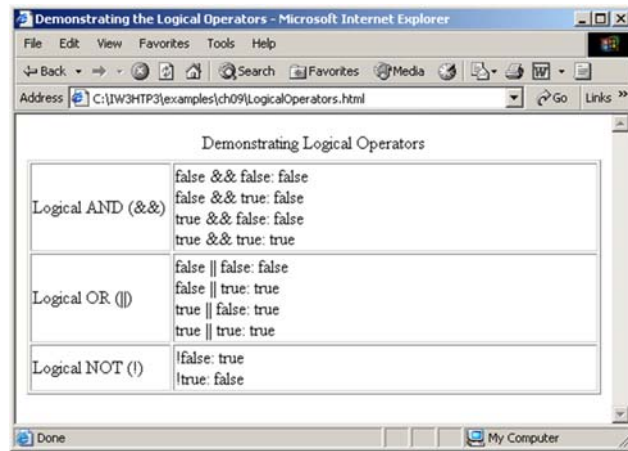 Demonstrating the Logical Operators - Microsoft Internet Explorer
File Edit View Favorites Tools Help
Back Search Favorites Media
Address C:\IW3HTP3\examples\ch09\LogicalOperators.html Go Links »
Demonstrating Logical Operators
Logical AND (&&)
false && false: false
false && true: false
true && false: false
true && true: true
Logical OR (||)
false || false: false
false || true: true
true || false: true
true || true: true
Logical NOT (!)
!false: true
!true: false
Done My Computer